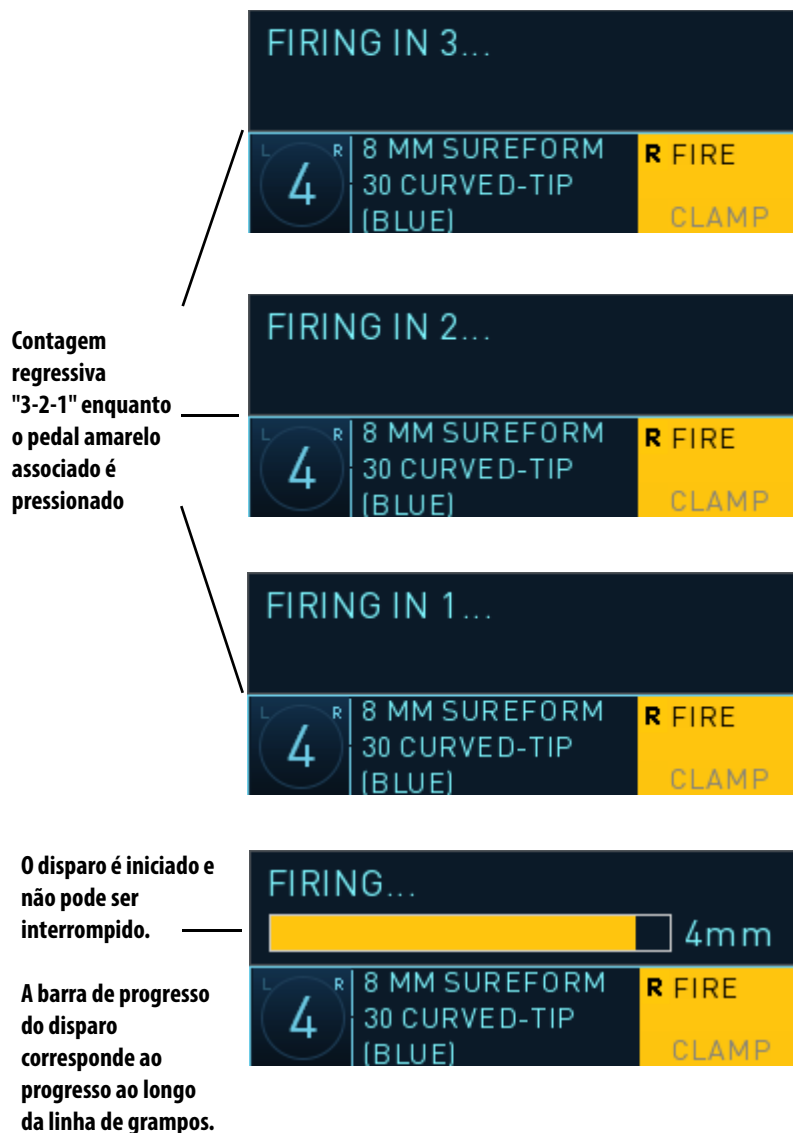 FIRING IN 3...
L
R
4
8 MM SUREFORM
30 CURVED-TIP
(BLUE)
R FIRE
CLAMP
Contagem
regressiva
"3-2-1" enquanto
o pedal amarelo
associado é
pressionado
FIRING IN 2...
L
R
4
8 MM SUREFORM
30 CURVED-TIP
(BLUE)
R FIRE
CLAMP
FIRING IN 1...
L
R
4
8 MM SUREFORM
30 CURVED-TIP
(BLUE)
R FIRE
CLAMP
O disparo é iniciado e
não pode ser
interrompido.
A barra de progresso
do disparo
corresponde ao
progresso ao longo
da linha de grampos.
FIRING...
4mm
L
R
4
8 MM SUREFORM
30 CURVED-TIP
(BLUE)
R FIRE
CLAMP